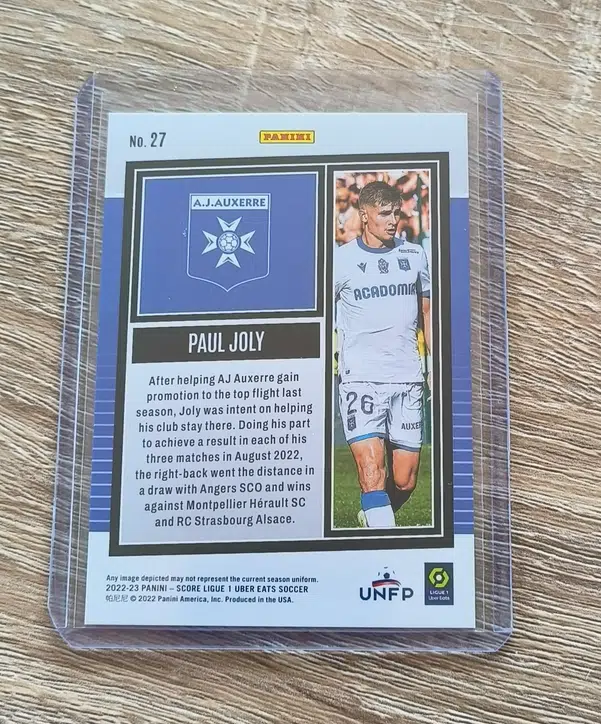 No. 27
PANINI
A.J.AUXERRE
ACADOMIA
26
AUXER
PAUL JOLY
After helping AJ Auxerre gain
promotion to the top flight last
season, Joly was intent on helping
his club stay there. Doing his part
to achieve a result in each of his
three matches in August 2022,
the right-back went the distance in
a draw with Angers SCO and wins
against Montpellier Hérault SC
and RC Strasbourg Alsace.
Any image depicted may not represent the current season uniform.
2022-23 PANINI – SCORE LIGUE 1 UBER EATS SOCCER
帕尼尼 © 2022 Panini America, Inc. Produced in the USA.
UNFP
LIGUE 1
Uber Eats